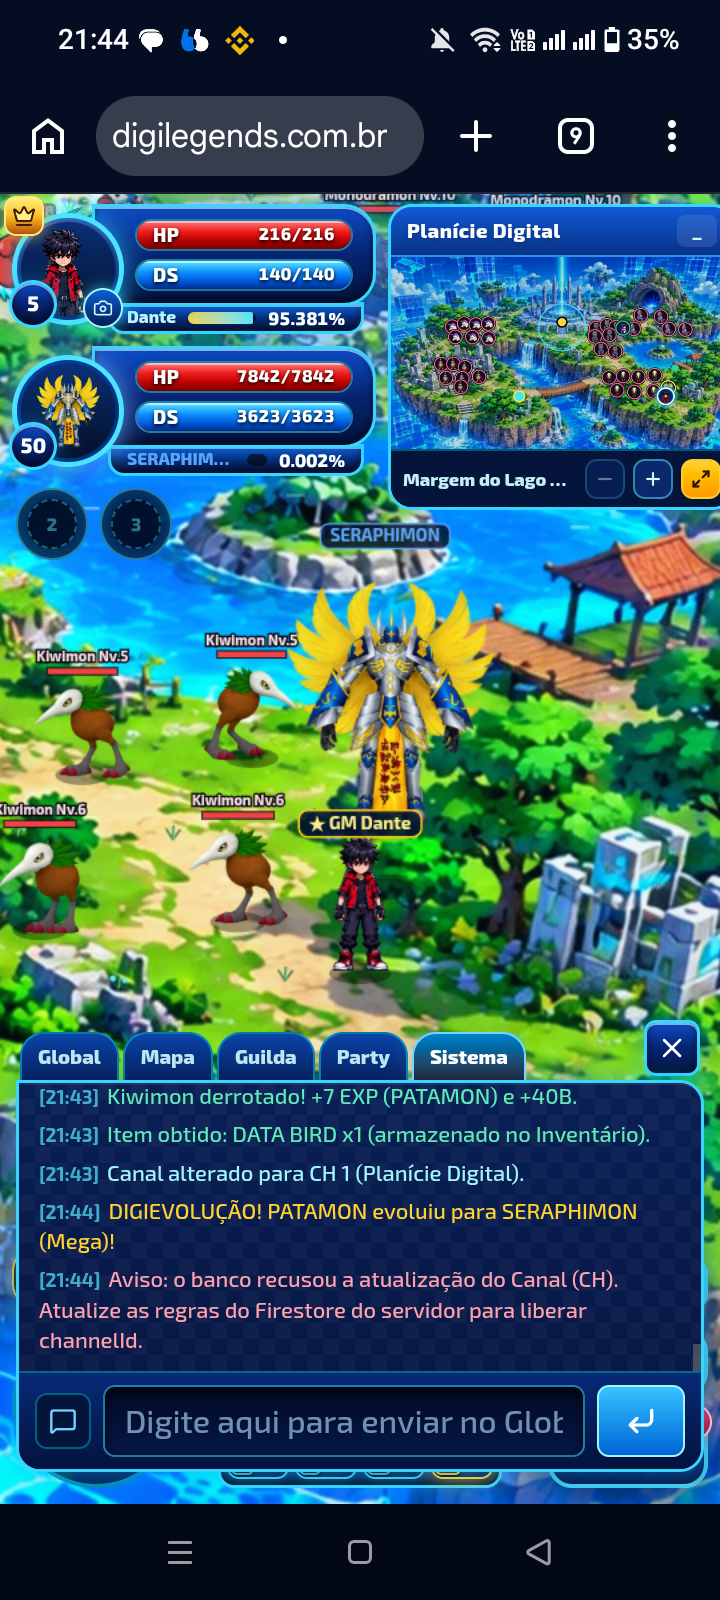 21:44
Vo LTE2
35%
digilegends.com.br
9
Monodramon Nv.10
Monodramon Nv.10
HP 216/216
DS 140/140
5
Dante 95.381%
Planície Digital
_
HP 7842/7842
DS 3623/3623
50
SERAPHIM... 0.002%
Margem do Lago ...
− +
2 3
SERAPHIMON
Kiwimon Nv.5
Kiwimon Nv.5
Kiwimon Nv.6
Kiwimon Nv.6
★ GM Dante
Global Mapa Guilda Party Sistema
[21:43] Kiwimon derrotado! +7 EXP (PATAMON) e +40B.
[21:43] Item obtido: DATA BIRD x1 (armazenado no Inventário).
[21:43] Canal alterado para CH 1 (Planície Digital).
[21:44] DIGIEVOLUÇÃO! PATAMON evoluiu para SERAPHIMON
(Mega)!
[21:44] Aviso: o banco recusou a atualização do Canal (CH).
Atualize as regras do Firestore do servidor para liberar
channelId.
Digite aqui para enviar no Glob